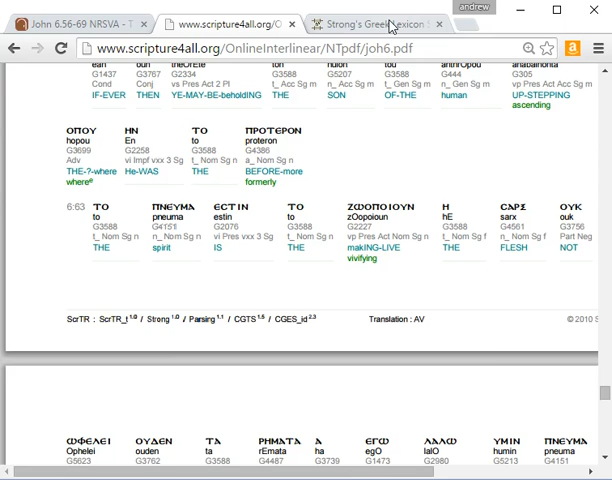 andrew
John 6.56-69 NRSVA - T
www.scripture4all.org/O
Strong's Greek Lexicon
www.scripture4all.org/OnlineInterlinear/NTpdf/joh6.pdf
ean ean theOrEte ton huion tou anthrOpou anabainonta
G1437 G3767 G2334 G3588 G5207 G3588 G444 G305
Cond Conj vs Pres Act 2 Pl t_ Acc Sg m n_ Acc Sg m t_ Gen Sg m n_ Gen Sg m vp Pres Act Acc Sg m
IF-EVER THEN YE-MAY-BE-beholdING THE SON OF-THE human UP-STEPPING
ascending
ΟΠΟΥ ΗΝ ΤΟ ΠΡΟΤΕΡΟΝ
hopou En to proteron
G3699 G2258 G3588 G4386
Adv vi Impf vxx 3 Sg t_ Nom Sg n a_ Nom Sg n
THE-?-where He-WAS THE BEFORE-more
where e formerly
6:63 ΤΟ ΠΝΕΥΜΑ ΕСΤΙΝ ΤΟ ΖΩΟΠΟΙΟΥΝ Η СΑΡΞ ΟΥΚ
to pneuma estin to zOopoioun hE sarx ouk
G3588 G4151 G2076 G3588 G2227 G3588 G4561 G3756
t_ Nom Sg n n_ Nom Sg n vi Pres vxx 3 Sg t_ Nom Sg n vp Pres Act Nom Sg n t_ Nom Sg f n_ Nom Sg f Part Neg
THE spirit IS THE makING-LIVE THE FLESH NOT
vivifying
ScrTR : ScrTR_t 1.0 / Strong 1.0 / Parsing 1.1 / CGTS 1.5 / CGES_id 2.3 Translation : AV © 2010 S
ΩΦΕΛΕΙ ΟΥΔΕΝ ΤΑ ΡΗΜΑΤΑ Α ΕΓΩ ΛΑΛΩ ΥΜΙΝ ΠΝΕΥΜΑ
Ophelei ouden ta rEmata ha egO lalO humin pneuma
G5623 G3762 G3588 G4487 G3739 G1473 G2980 G5213 G4151